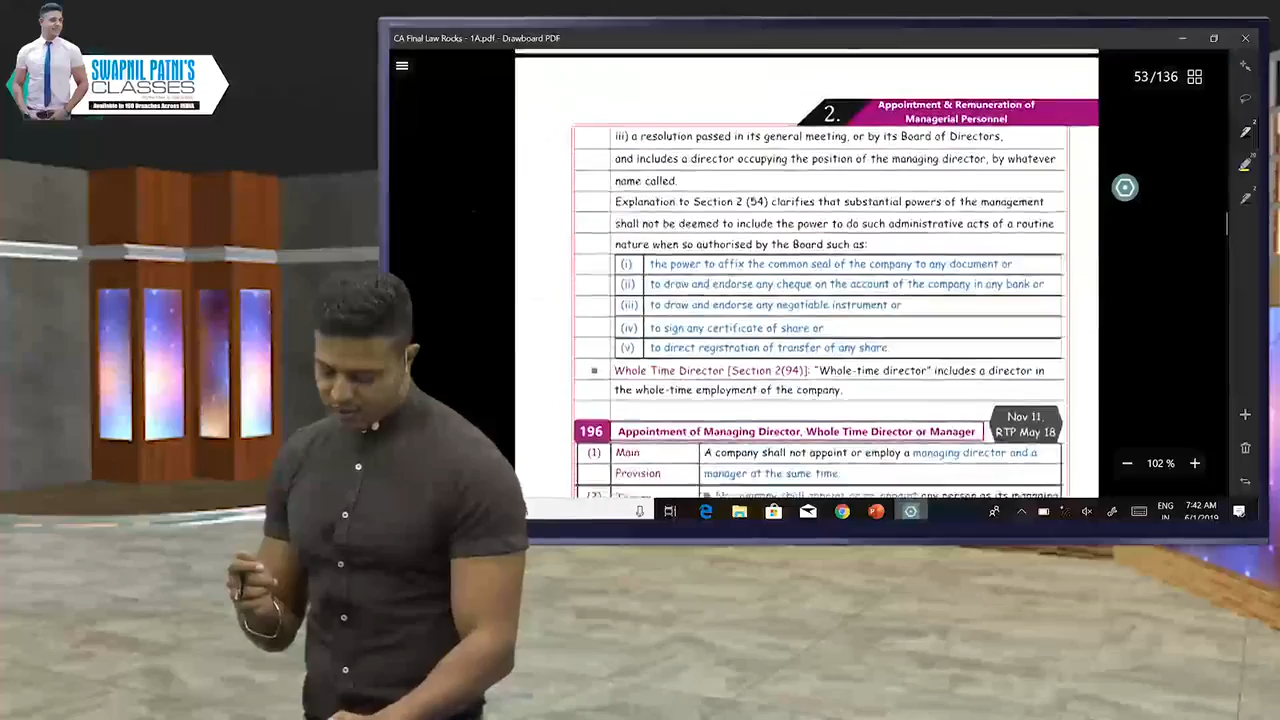 SWAPNIL PATNI'S
CLASSES
Available in 160 Branches Across INDIA
CA Final Law Rocks - 1A.pdf - Drawboard PDF
53/136
2.
Appointment & Remuneration of
Managerial Personnel
iii) a resolution passed in its general meeting, or by its Board of Directors,
and includes a director occupying the position of the managing director, by whatever
name called.
Explanation to Section 2 (54) clarifies that substantial powers of the management
shall not be deemed to include the power to do such administrative acts of a routine
nature when so authorised by the Board such as:
(i) the power to affix the common seal of the company to any document or
(ii) to draw and endorse any cheque on the account of the company in any bank or
(iii) to draw and endorse any negotiable instrument or
(iv) to sign any certificate of share or
(v) to direct registration of transfer of any share.
Whole Time Director [Section 2(94)]: "Whole-time director" includes a director in
the whole-time employment of the company.
Nov 11,
RTP May 18
196 Appointment of Managing Director, Whole Time Director or Manager
(1) Main A company shall not appoint or employ a managing director and a
Provision manager at the same time.
102 %
ENG 7:42 AM
IN 6/1/2019